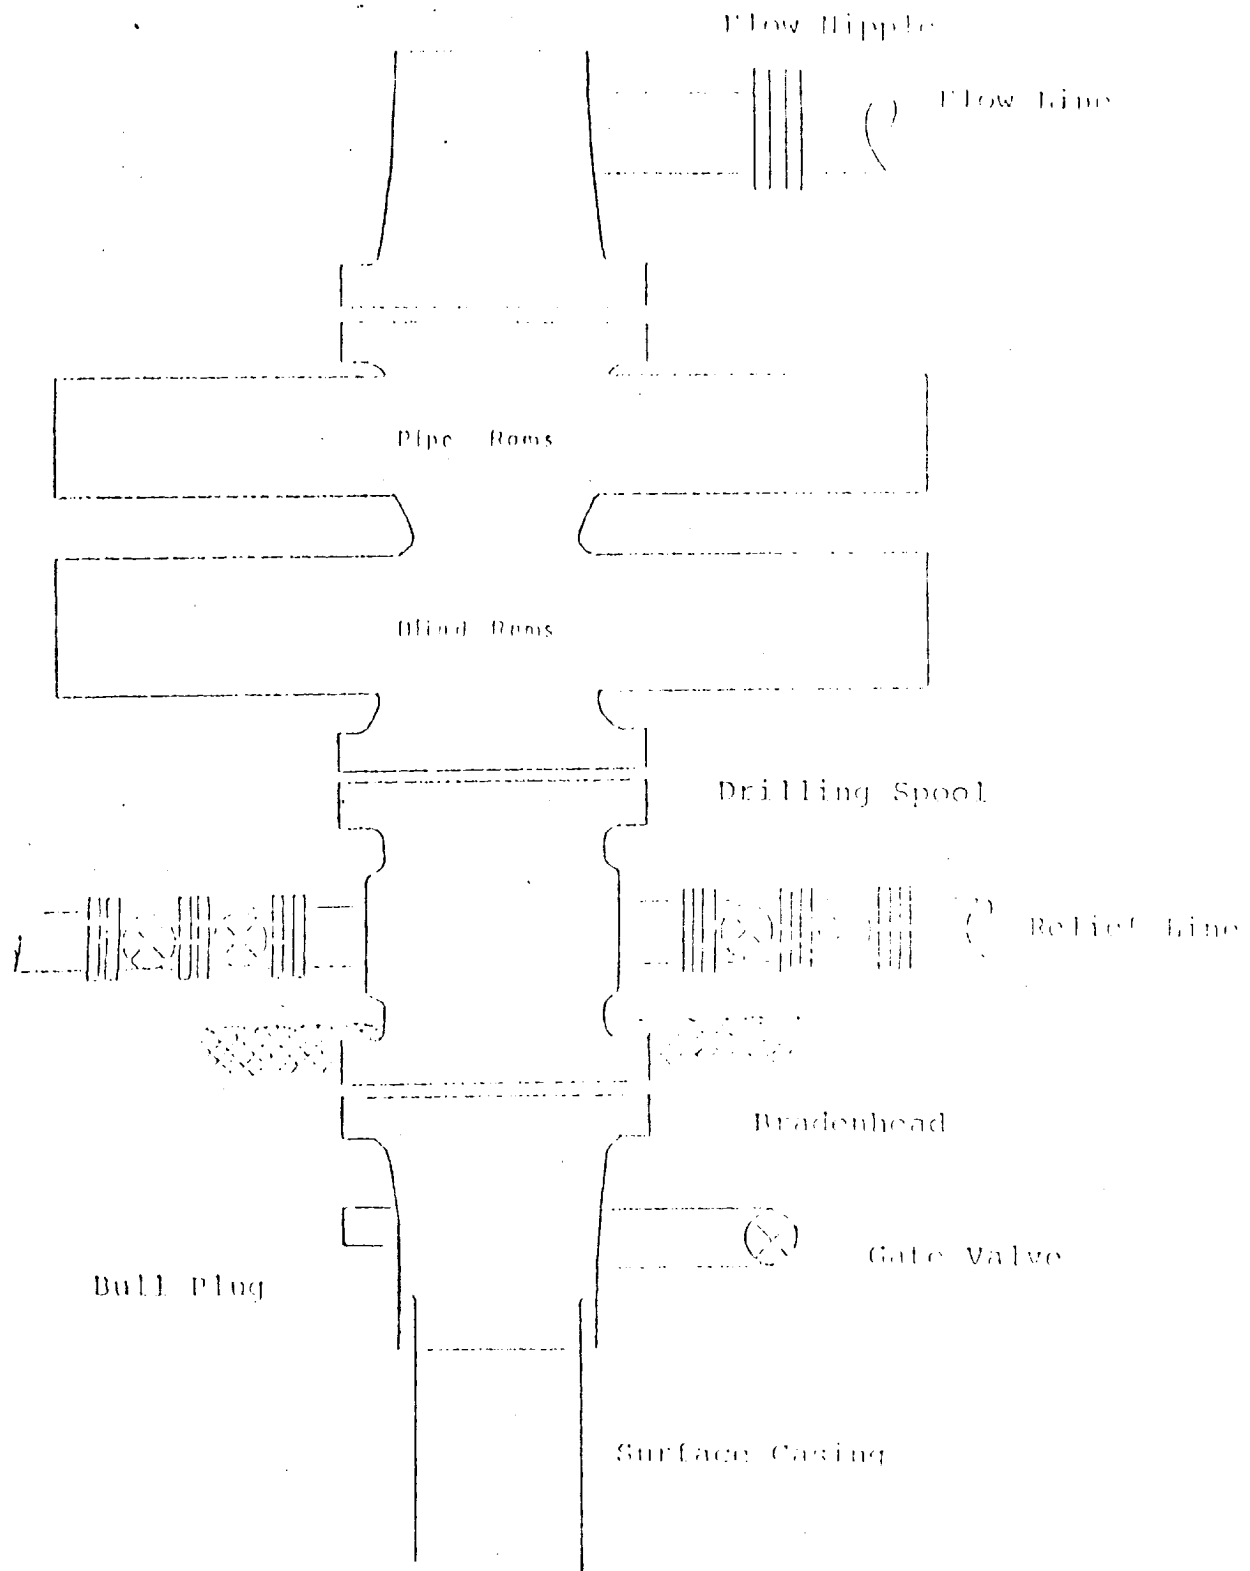 Flow Nipple
Flow Line
Pipe Rams
Blind Rams
Drilling Spool
Relief Line
Bradenhead
Gate Valve
Bull Plug
Surface Casing